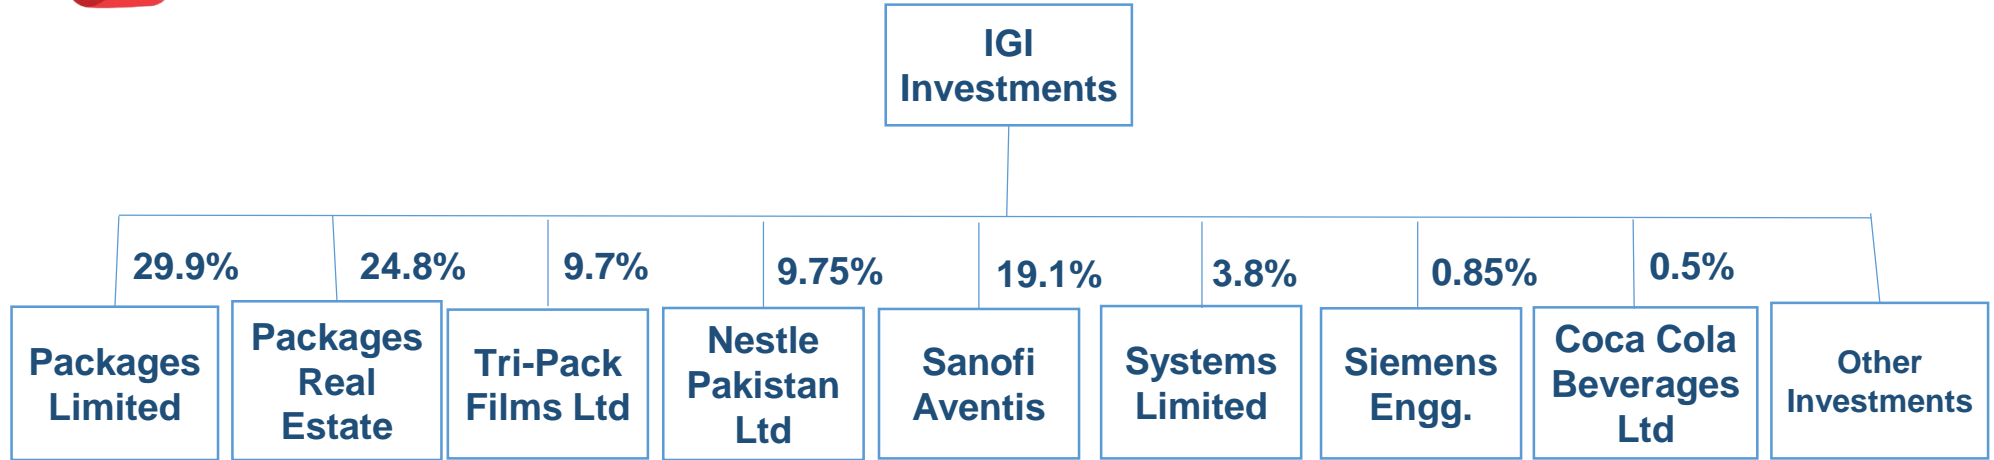 IGI
Investments
29.9%
24.8%
9.7%
9.75%
19.1%
3.8%
0.85%
0.5%
Packages
Limited
Packages
Real
Estate
Tri-Pack
Films Ltd
Nestle
Pakistan
Ltd
Sanofi
Aventis
Systems
Limited
Siemens
Engg.
Coca Cola
Beverages
Ltd
Other
Investments